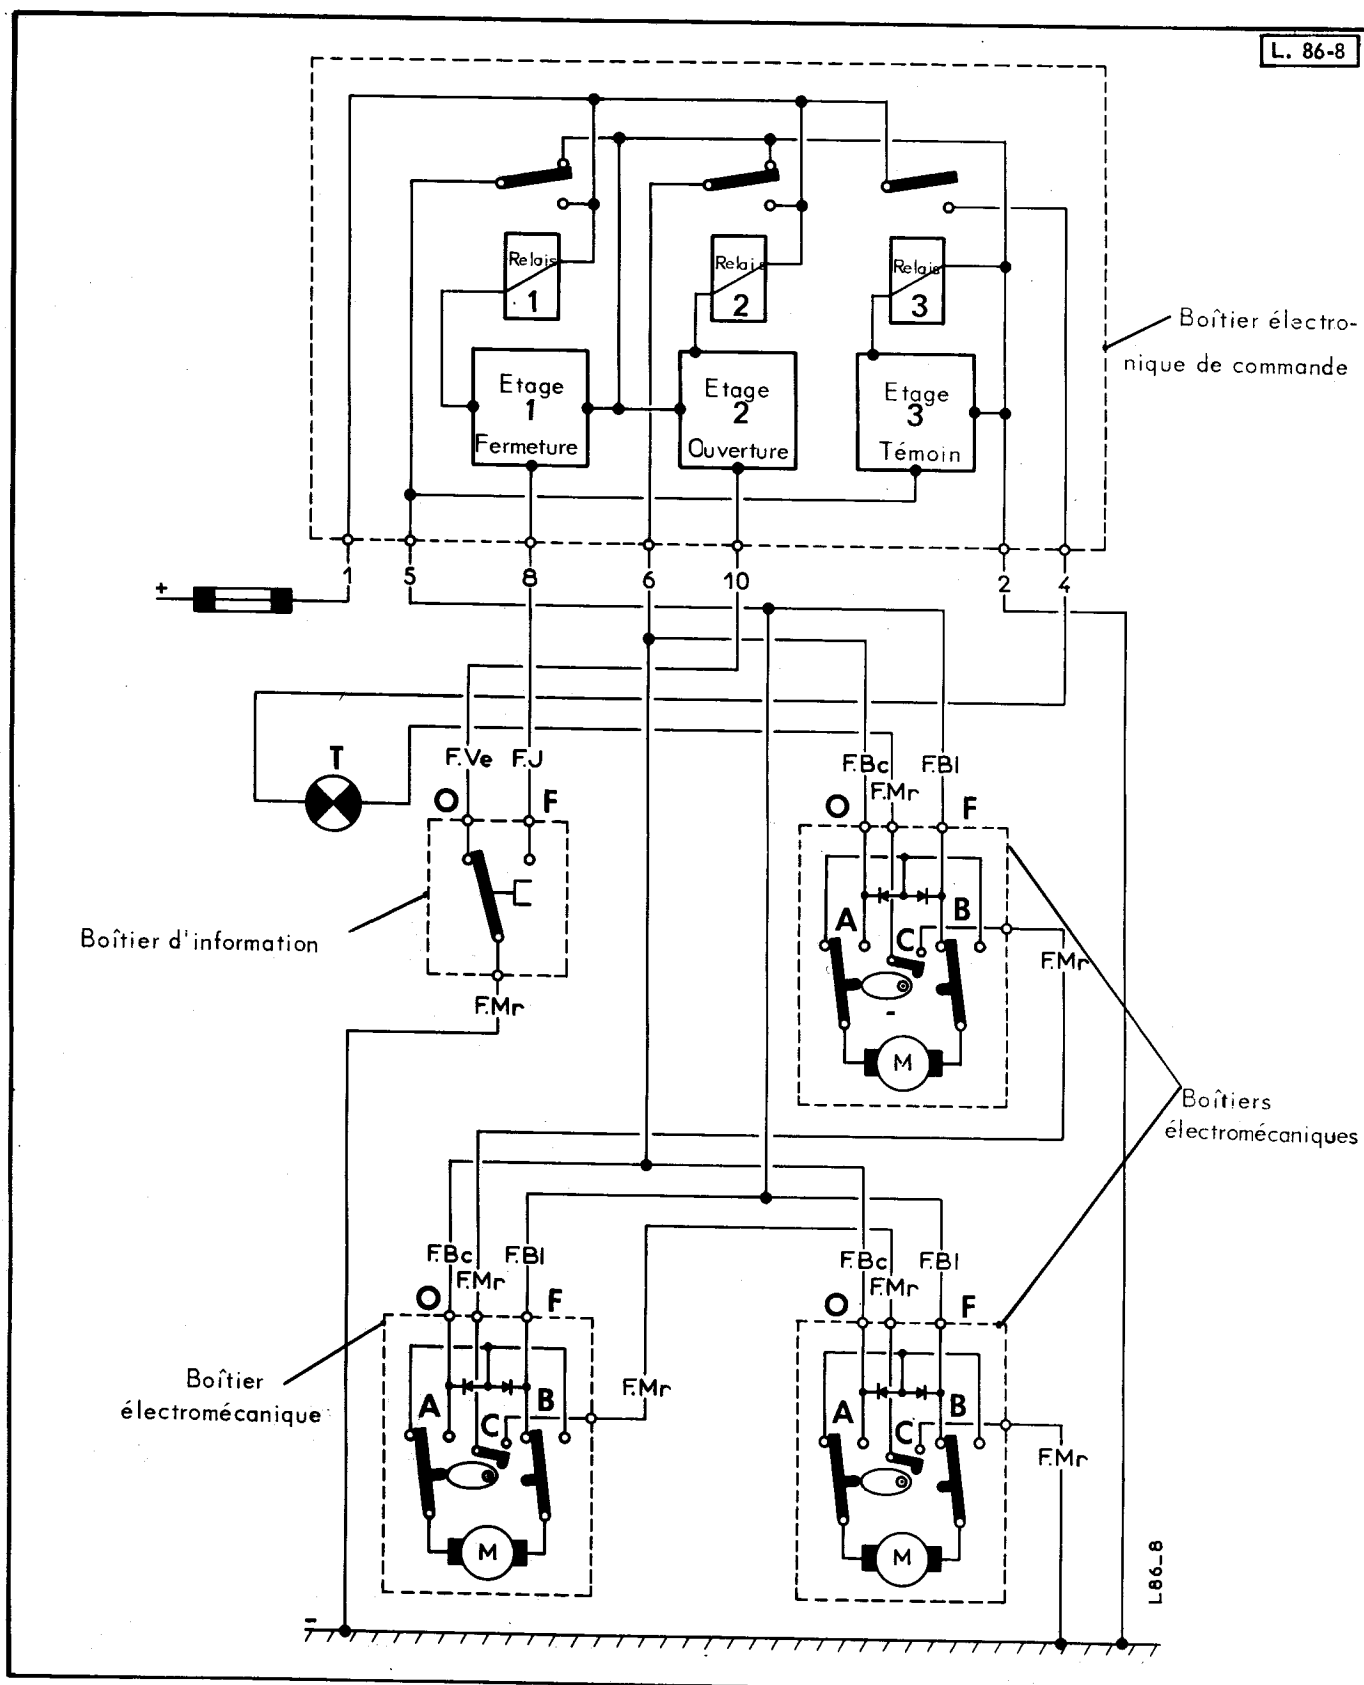 L. 86-8
Relais
1
Relais
2
Relais
3
Boîtier électro-
nique de commande
Etage
1
Fermeture
Etage
2
Ouverture
Etage
3
Témoin
+
1
5
8
6
10
2
4
T
F.Ve
F.J
F.Bc
F.Mr
F.Bl
O
F
O
F
A
B
C
Boîtier d'information
F.Mr
F.Mr
-
M
Boîtiers
électromécaniques
F.Bc
F.Mr
F.Bl
F.Bc
F.Mr
F.Bl
O
F
O
F
Boîtier
électromécanique
A
B
C
F.Mr
A
B
C
F.Mr
M
M
L86_8
-